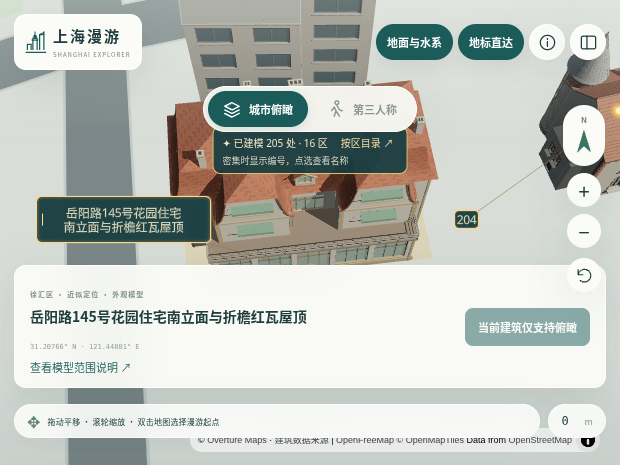 上海漫游
SHANGHAI EXPLORER
地面与水系
地标直达
城市俯瞰
第三人称
✦ 已建模 205 处 · 16 区 按区目录 ↗
密集时显示编号，点选查看名称
N
岳阳路145号花园住宅
南立面与折檐红瓦屋顶
204
徐汇区 · 近似定位 · 外观模型
岳阳路145号花园住宅南立面与折檐红瓦屋顶
31.20766° N · 121.44801° E
查看模型范围说明 ↗
当前建筑仅支持俯瞰
拖动平移 · 滚轮缩放 · 双击地图选择漫游起点
0 m
© Overture Maps · 建筑数据来源 | OpenFreeMap © OpenMapTiles Data from OpenStreetMap